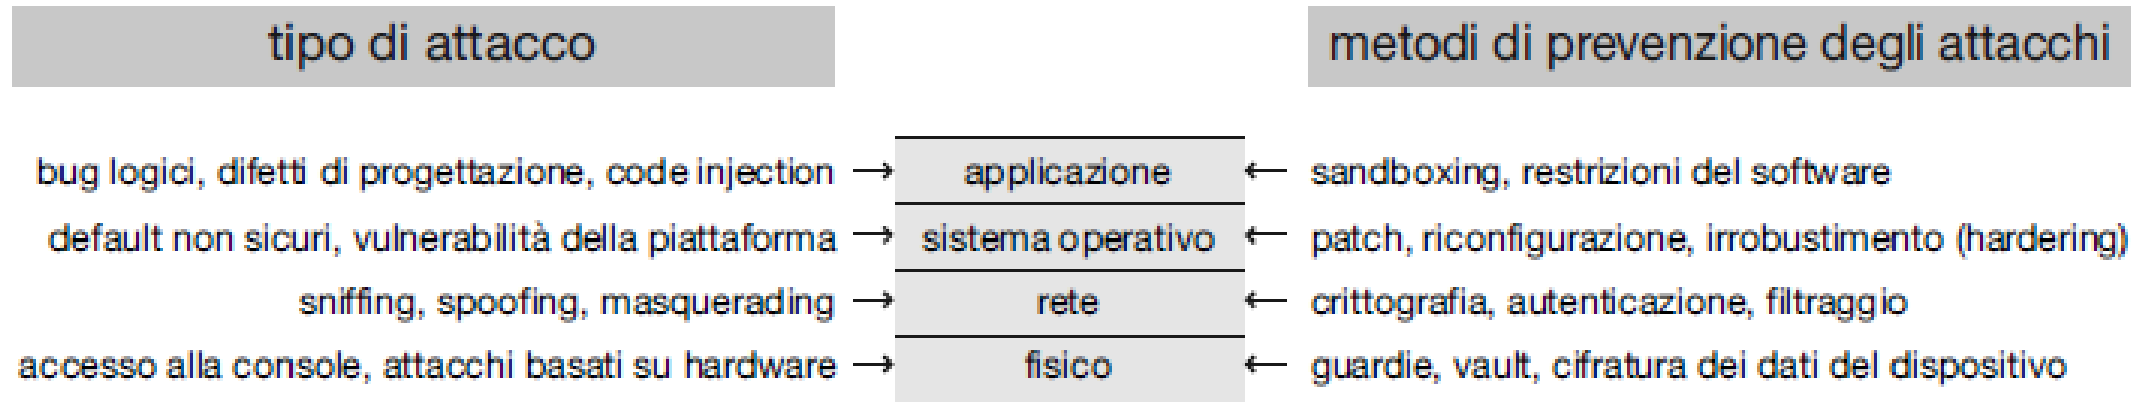 tipo di attacco metodi di prevenzione degli attacchi
bug logici, difetti di progettazione, code injection → applicazione ← sandboxing, restrizioni del software
default non sicuri, vulnerabilità della piattaforma → sistema operativo ← patch, riconfigurazione, irrobustimento (hardering)
sniffing, spoofing, masquerading → rete ← crittografia, autenticazione, filtraggio
accesso alla console, attacchi basati su hardware → fisico ← guardie, vault, cifratura dei dati del dispositivo